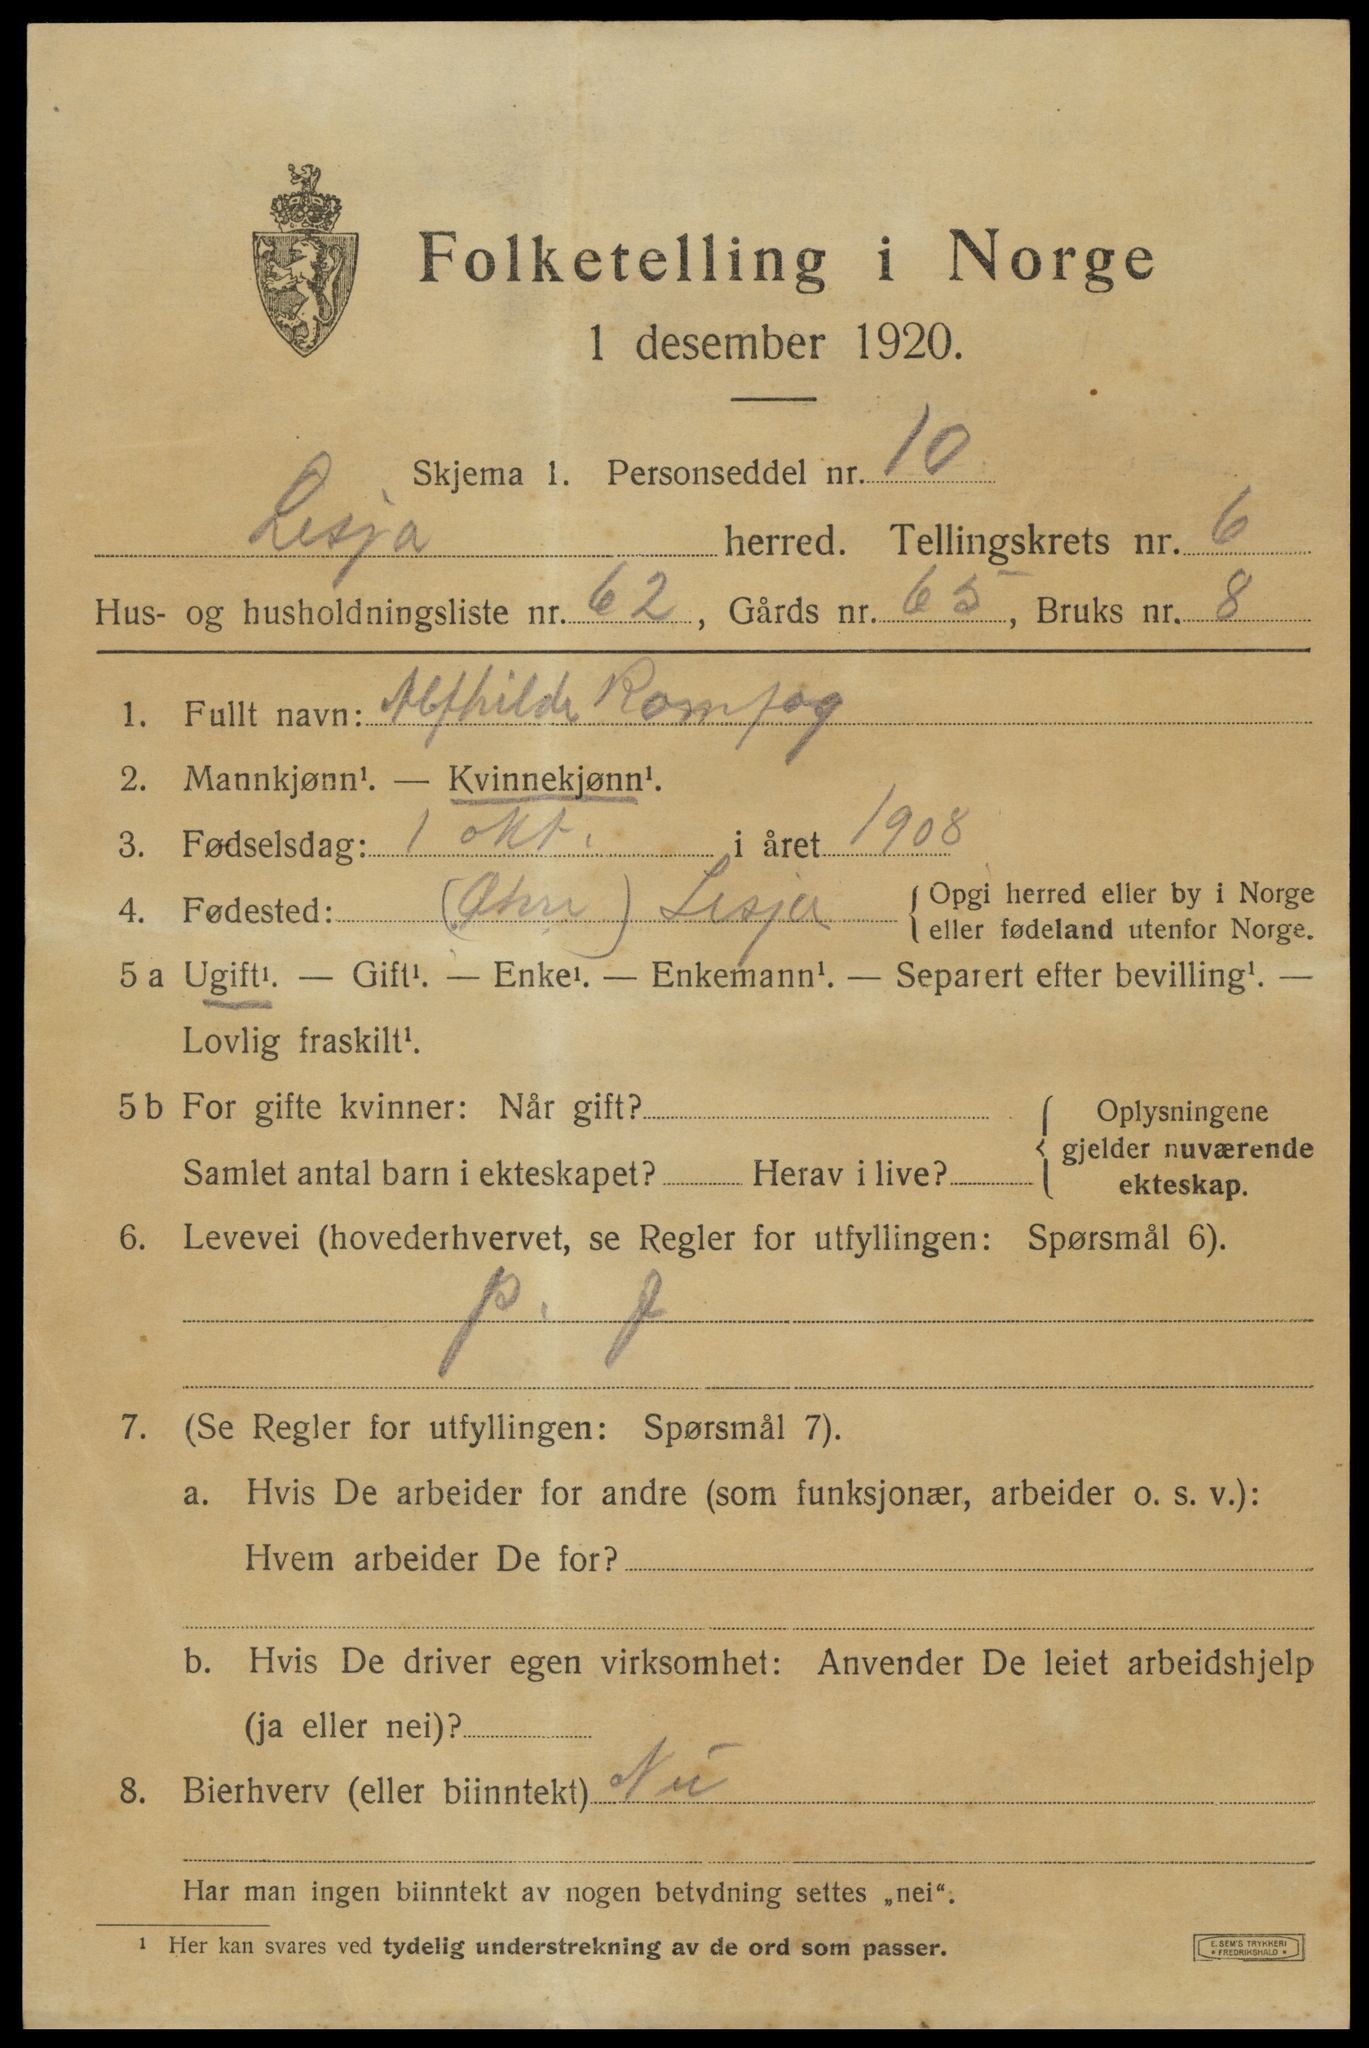 Folketelling i Norge
1 desember 1920.
Skjema 1. Personseddel nr. 10
Lesja herred. Tellingskrets nr. 6
Hus- og husholdningsliste nr. 62, Gårds nr. 65, Bruks nr. 8
1. Fullt navn: Alfhilde Romfog
2. Mannkjønn¹. — Kvinnekjønn¹.
3. Fødselsdag: 1 okt. i året 1908
4. Fødested: Lesja { Opgi herred eller by i Norge
eller fødeland utenfor Norge.
5 a Ugift¹. — Gift¹. — Enke¹. — Enkemann¹. — Separert efter bevilling¹. —
Lovlig fraskilt¹.
5 b For gifte kvinner: Når gift? { Oplysningene
gjelder nuværende
Samlet antal barn i ekteskapet? Herav i live? ekteskap.
6. Levevei (hovederhvervet, se Regler for utfyllingen: Spørsmål 6).
p. J
7. (Se Regler for utfyllingen: Spørsmål 7).
a. Hvis De arbeider for andre (som funksjonær, arbeider o. s. v.):
Hvem arbeider De for?
b. Hvis De driver egen virksomhet: Anvender De leiet arbeidshjelp
(ja eller nei)?
8. Bierhverv (eller biinntekt) Nei
Har man ingen biinntekt av nogen betydning settes „nei“.
¹ Her kan svares ved tydelig understrekning av de ord som passer.
E. SEM'S TRYKKERI
* FREDRIKSHALD *